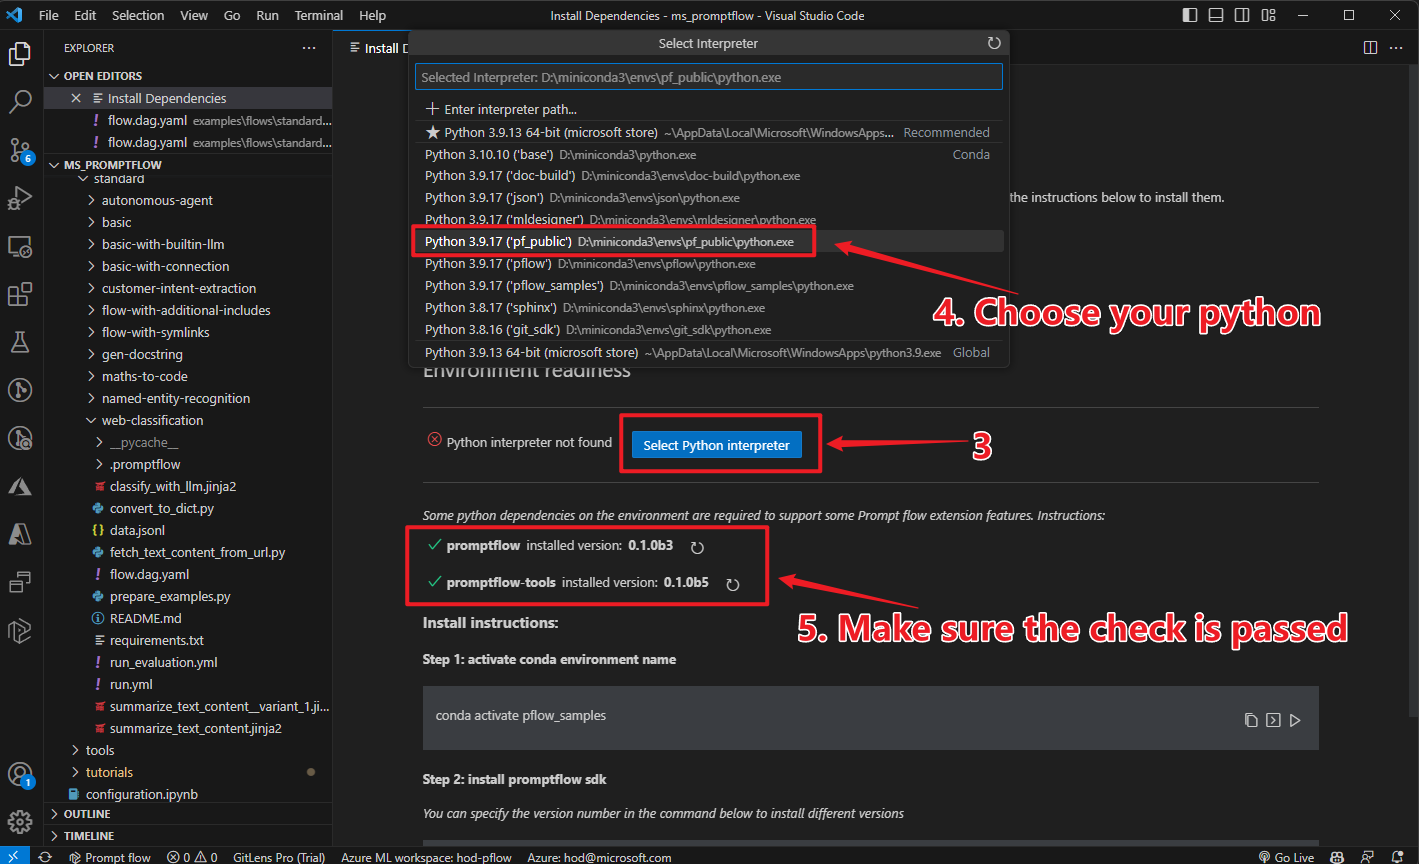 File Edit Selection View Go Run Terminal Help
Install Dependencies - ms_promptflow - Visual Studio Code
EXPLORER
OPEN EDITORS
Install Dependencies
flow.dag.yaml examples\flows\standard...
flow.dag.yaml examples\flows\standard...
MS_PROMPTFLOW
standard
autonomous-agent
basic
basic-with-builtin-llm
basic-with-connection
customer-intent-extraction
flow-with-additional-includes
flow-with-symlinks
gen-docstring
maths-to-code
named-entity-recognition
web-classification
__pycache__
.promptflow
classify_with_llm.jinja2
convert_to_dict.py
{} data.jsonl
fetch_text_content_from_url.py
! flow.dag.yaml
prepare_examples.py
README.md
requirements.txt
! run_evaluation.yml
! run.yml
summarize_text_content__variant_1.ji...
summarize_text_content.jinja2
tools
tutorials
configuration.ipynb
OUTLINE
TIMELINE
6
1
Install D
Select Interpreter
Selected Interpreter: D:\miniconda3\envs\pf_public\python.exe
Enter interpreter path...
Python 3.9.13 64-bit (microsoft store) ~\AppData\Local\Microsoft\WindowsApps... Recommended
Python 3.10.10 ('base') D:\miniconda3\python.exe Conda
Python 3.9.17 ('doc-build') D:\miniconda3\envs\doc-build\python.exe
Python 3.9.17 ('json') D:\miniconda3\envs\json\python.exe
Python 3.9.17 ('mldesigner') D:\miniconda3\envs\mldesigner\python.exe
Python 3.9.17 ('pf_public') D:\miniconda3\envs\pf_public\python.exe
Python 3.9.17 ('pflow') D:\miniconda3\envs\pflow\python.exe
Python 3.9.17 ('pflow_samples') D:\miniconda3\envs\pflow_samples\python.exe
Python 3.8.17 ('sphinx') D:\miniconda3\envs\sphinx\python.exe
Python 3.8.16 ('git_sdk') D:\miniconda3\envs\git_sdk\python.exe
Python 3.9.13 64-bit (microsoft store) ~\AppData\Local\Microsoft\WindowsApps\python3.9.exe Global
the instructions below to install them.
4. Choose your python
Environment readiness
Python interpreter not found
Select Python interpreter
3
Some python dependencies on the environment are required to support some Prompt flow extension features. Instructions:
promptflow installed version: 0.1.0b3
promptflow-tools installed version: 0.1.0b5
5. Make sure the check is passed
Install instructions:
Step 1: activate conda environment name
conda activate pflow_samples
Step 2: install promptflow sdk
You can specify the version number in the command below to install different versions
Prompt flow 0 0 GitLens Pro (Trial) Azure ML workspace: hod-pflow Azure: hod@microsoft.com Go Live